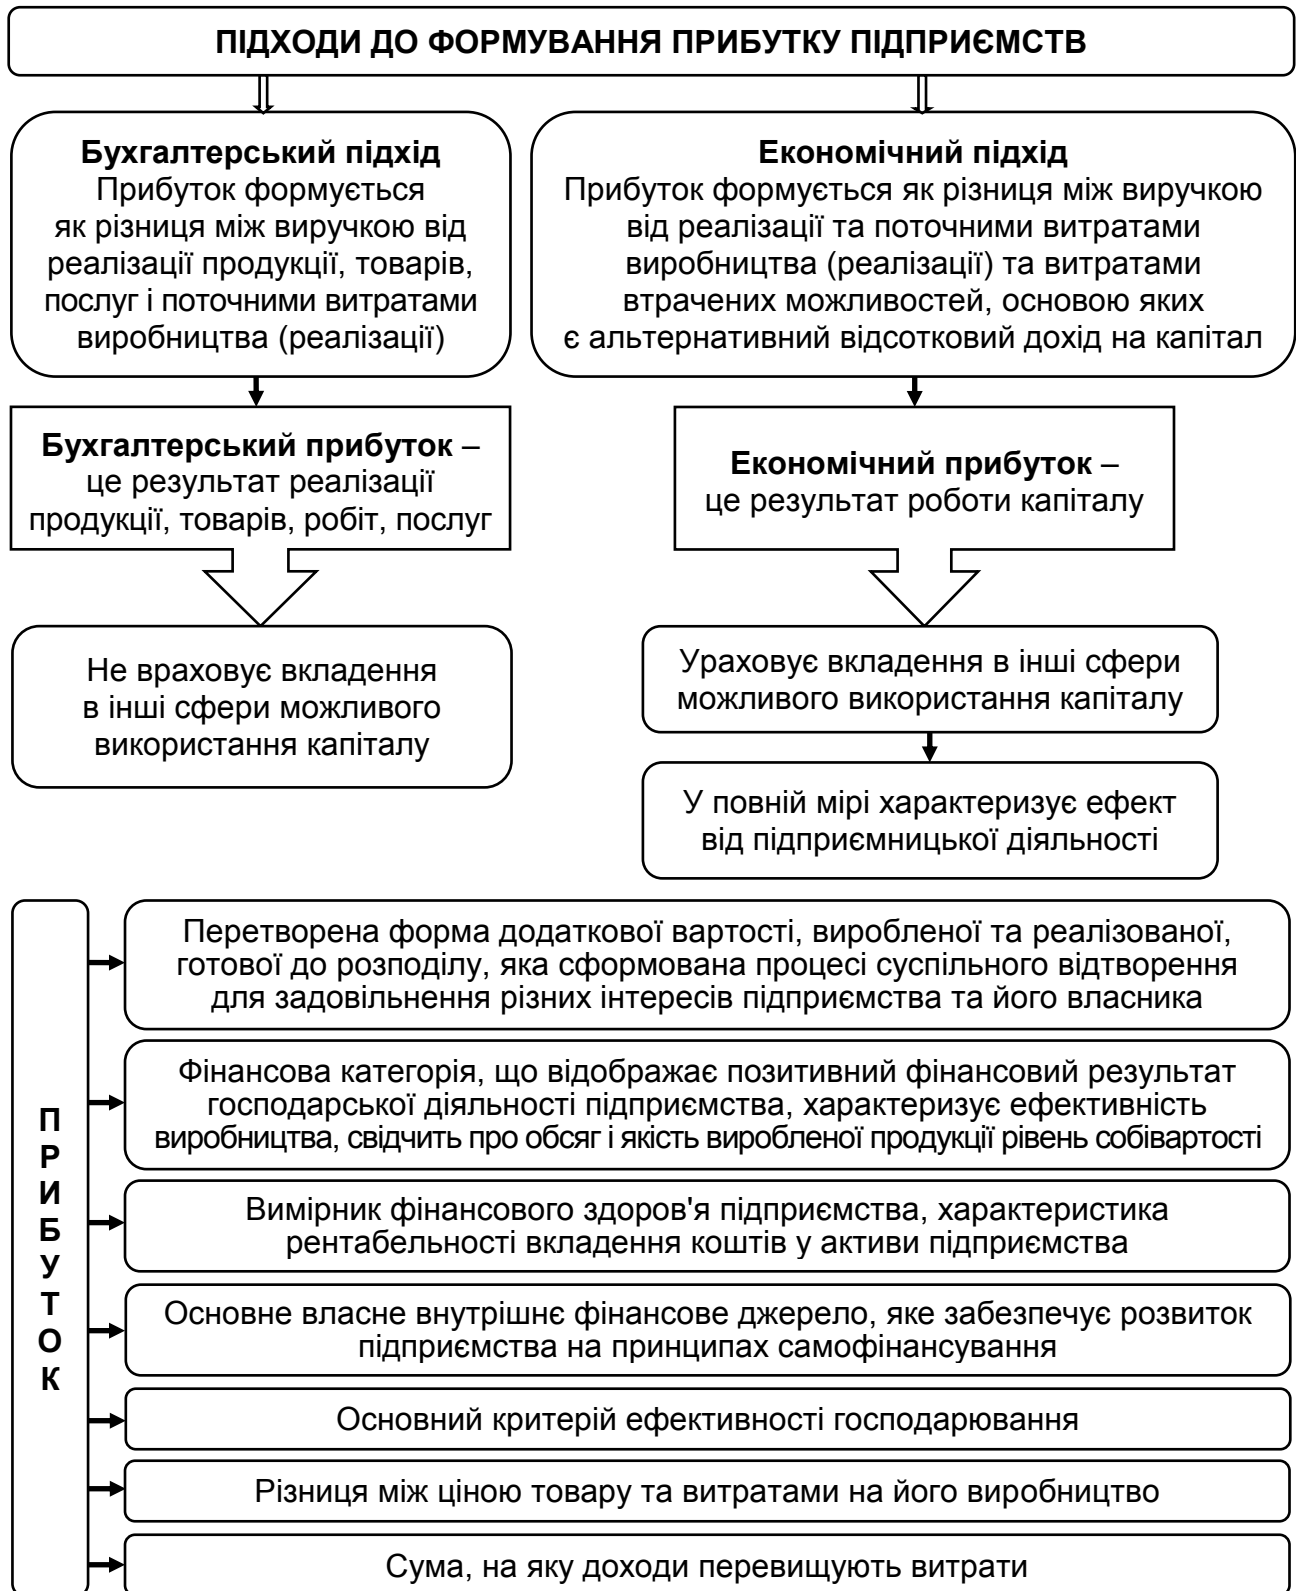 ПІДХОДИ ДО ФОРМУВАННЯ ПРИБУТКУ ПІДПРИЄМСТВ
Бухгалтерський підхід
Прибуток формується
як різниця між виручкою від
реалізації продукції, товарів,
послуг і поточними витратами
виробництва (реалізації)
Економічний підхід
Прибуток формується як різниця між виручкою
від реалізації та поточними витратами
виробництва (реалізації) та витратами
втрачених можливостей, основою яких
є альтернативний відсотковий дохід на капітал
Бухгалтерський прибуток –
це результат реалізації
продукції, товарів, робіт, послуг
Економічний прибуток –
це результат роботи капіталу
Не враховує вкладення
в інші сфери можливого
використання капіталу
Ураховує вкладення в інші сфери
можливого використання капіталу
У повній мірі характеризує ефект
від підприємницької діяльності
ПРИБУТОК
Перетворена форма додаткової вартості, виробленої та реалізованої,
готової до розподілу, яка сформована процесі суспільного відтворення
для задовільнення різних інтересів підприємства та його власника
Фінансова категорія, що відображає позитивний фінансовий результат
господарської діяльності підприємства, характеризує ефективність
виробництва, свідчить про обсяг і якість виробленої продукції рівень собівартості
Вимірник фінансового здоров'я підприємства, характеристика
рентабельності вкладення коштів у активи підприємства
Основне власне внутрішнє фінансове джерело, яке забезпечує розвиток
підприємства на принципах самофінансування
Основний критерій ефективності господарювання
Різниця між ціною товару та витратами на його виробництво
Сума, на яку доходи перевищують витрати